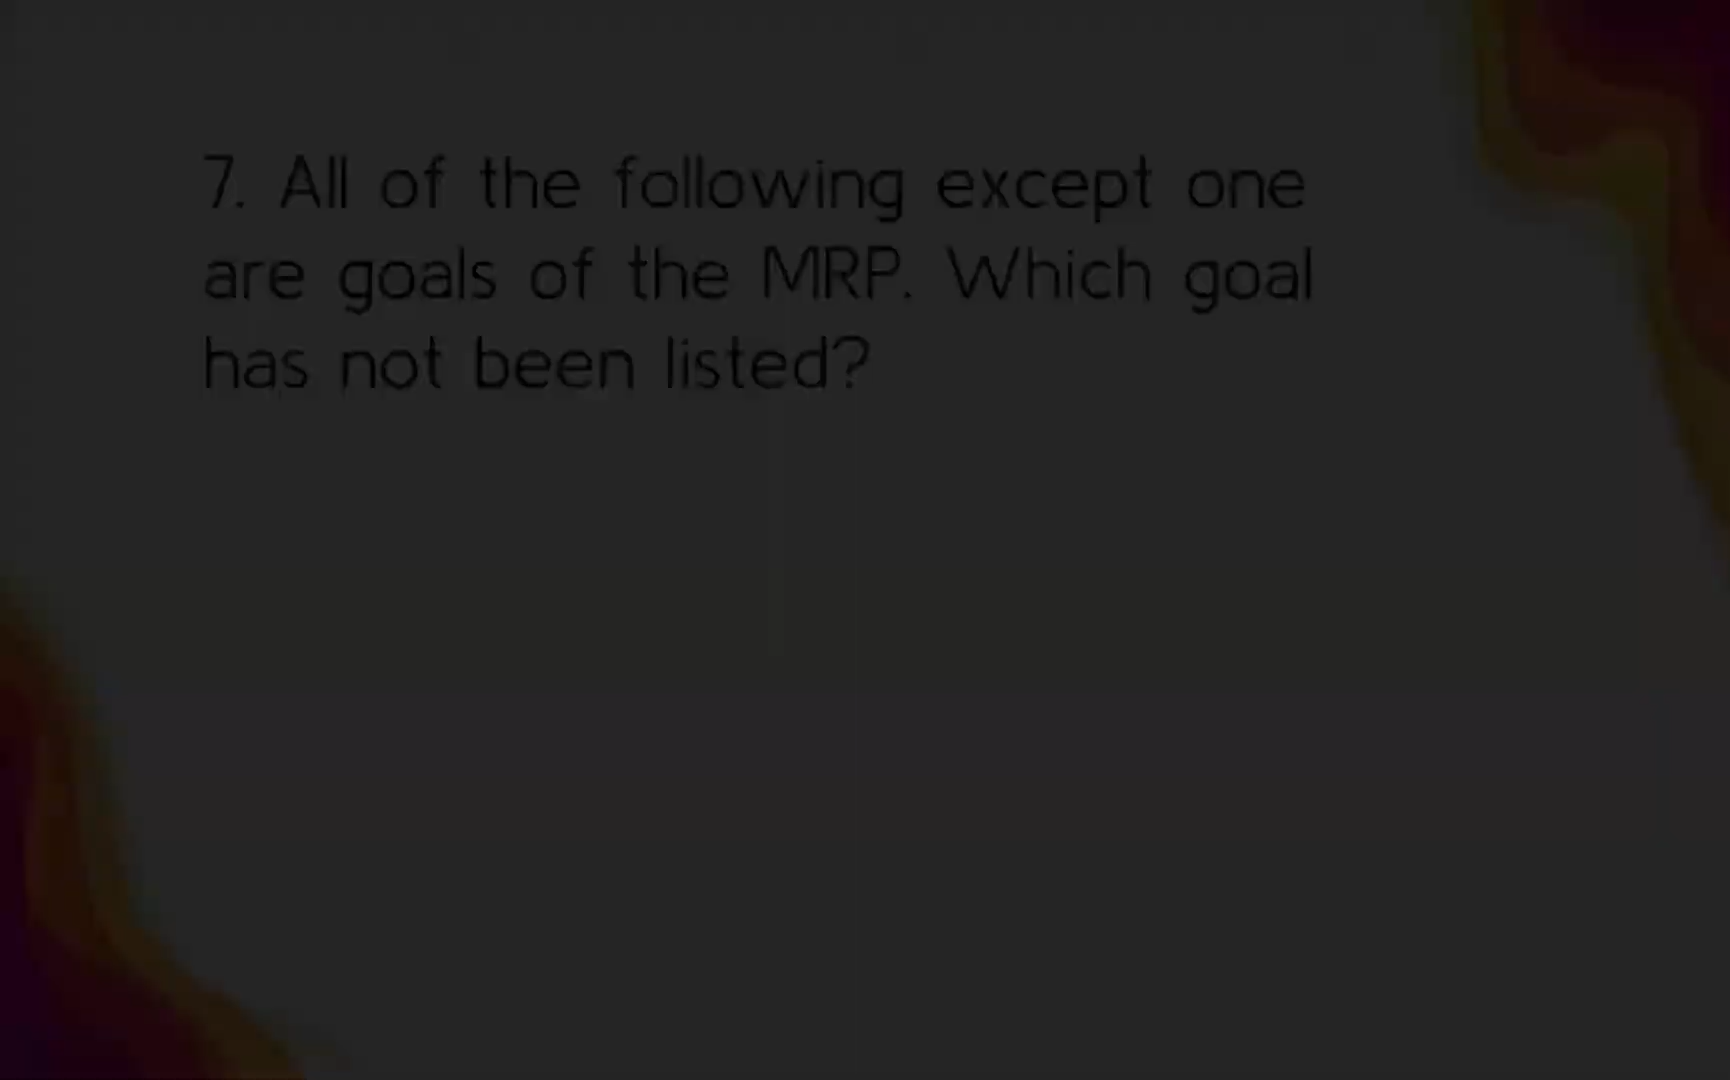 7. All of the following except one
are goals of the MRP. Which goal
has not been listed?